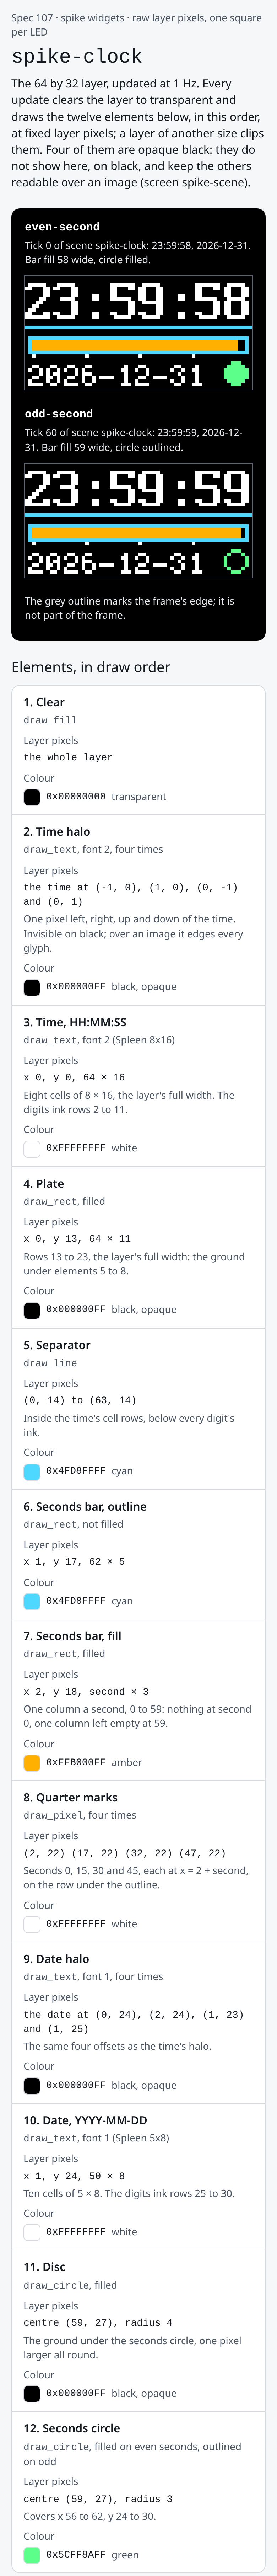 Spec 107 · spike widgets · raw layer pixels, one square
per LED
spike-clock
The 64 by 32 layer, updated at 1 Hz. Every
update clears the layer to transparent and
draws the twelve elements below, in this order,
at fixed layer pixels; a layer of another size clips
them. Four of them are opaque black: they do
not show here, on black, and keep the others
readable over an image (screen spike-scene).
even-second
Tick 0 of scene spike-clock: 23:59:58, 2026-12-31.
Bar fill 58 wide, circle filled.
23:59:58
2026-12-31
odd-second
Tick 60 of scene spike-clock: 23:59:59, 2026-12-
31. Bar fill 59 wide, circle outlined.
23:59:59
2026-12-31
The grey outline marks the frame's edge; it is
not part of the frame.
Elements, in draw order
1. Clear
draw_fill
Layer pixels
the whole layer
Colour
0x00000000 transparent
2. Time halo
draw_text, font 2, four times
Layer pixels
the time at (-1, 0), (1, 0), (0, -1)
and (0, 1)
One pixel left, right, up and down of the time.
Invisible on black; over an image it edges every
glyph.
Colour
0x000000FF black, opaque
3. Time, HH:MM:SS
draw_text, font 2 (Spleen 8x16)
Layer pixels
x 0, y 0, 64 × 16
Eight cells of 8 × 16, the layer's full width. The
digits ink rows 2 to 11.
Colour
0xFFFFFFFF white
4. Plate
draw_rect, filled
Layer pixels
x 0, y 13, 64 × 11
Rows 13 to 23, the layer's full width: the ground
under elements 5 to 8.
Colour
0x000000FF black, opaque
5. Separator
draw_line
Layer pixels
(0, 14) to (63, 14)
Inside the time's cell rows, below every digit's
ink.
Colour
0x4FD8FFFF cyan
6. Seconds bar, outline
draw_rect, not filled
Layer pixels
x 1, y 17, 62 × 5
Colour
0x4FD8FFFF cyan
7. Seconds bar, fill
draw_rect, filled
Layer pixels
x 2, y 18, second × 3
One column a second, 0 to 59: nothing at second
0, one column left empty at 59.
Colour
0xFFB000FF amber
8. Quarter marks
draw_pixel, four times
Layer pixels
(2, 22) (17, 22) (32, 22) (47, 22)
Seconds 0, 15, 30 and 45, each at x = 2 + second,
on the row under the outline.
Colour
0xFFFFFFFF white
9. Date halo
draw_text, font 1, four times
Layer pixels
the date at (0, 24), (2, 24), (1, 23)
and (1, 25)
The same four offsets as the time's halo.
Colour
0x000000FF black, opaque
10. Date, YYYY-MM-DD
draw_text, font 1 (Spleen 5x8)
Layer pixels
x 1, y 24, 50 × 8
Ten cells of 5 × 8. The digits ink rows 25 to 30.
Colour
0xFFFFFFFF white
11. Disc
draw_circle, filled
Layer pixels
centre (59, 27), radius 4
The ground under the seconds circle, one pixel
larger all round.
Colour
0x000000FF black, opaque
12. Seconds circle
draw_circle, filled on even seconds, outlined
on odd
Layer pixels
centre (59, 27), radius 3
Covers x 56 to 62, y 24 to 30.
Colour
0x5CFF8AFF green